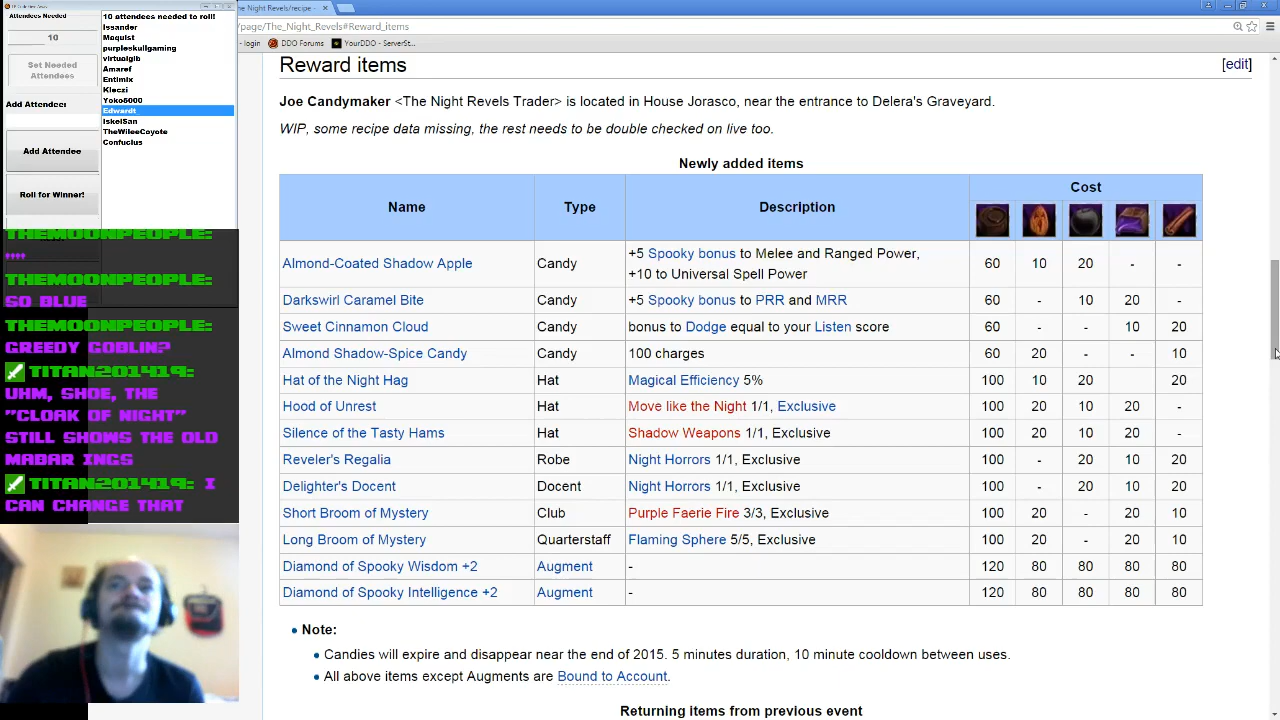 Attendees Needed
10
Set Needed
Attendees
Add Attendee:
Add Attendee
Roll for Winner!
10 attendees needed to roll!
Issander
Maquist
purpleskullgaming
virtualgib
Amaref
Entimix
Kleczi
Yoko5000
Edwardt
IskelSan
TheWileeCoyote
Confucius
THEMOONPEOPLE:
THEMOONPEOPLE:
SO BLUE
THEMOONPEOPLE:
GREEDY GOBLIN?
TITAN201419:
UHM, SHOE, THE
"CLOAK OF NIGHT"
STILL SHOWS THE OLD
MABAR INGS
TITAN201419: I
CAN CHANGE THAT
The Night Revels/recipe - ×
/page/The_Night_Revels#Reward_items
- login DDO Forums YourDDO - ServerSt...
Reward items [edit]
Joe Candymaker <The Night Revels Trader> is located in House Jorasco, near the entrance to Delera's Graveyard.
WIP, some recipe data missing, the rest needs to be double checked on live too.
Newly added items
Name Type Description Cost
Almond-Coated Shadow Apple Candy +5 Spooky bonus to Melee and Ranged Power,
+10 to Universal Spell Power 60 10 20 - -
Darkswirl Caramel Bite Candy +5 Spooky bonus to PRR and MRR 60 - 10 20 -
Sweet Cinnamon Cloud Candy bonus to Dodge equal to your Listen score 60 - - 10 20
Almond Shadow-Spice Candy Candy 100 charges 60 20 - - 10
Hat of the Night Hag Hat Magical Efficiency 5% 100 10 20 - 20
Hood of Unrest Hat Move like the Night 1/1, Exclusive 100 20 10 20 -
Silence of the Tasty Hams Hat Shadow Weapons 1/1, Exclusive 100 20 10 20 -
Reveler's Regalia Robe Night Horrors 1/1, Exclusive 100 - 20 10 20
Delighter's Docent Docent Night Horrors 1/1, Exclusive 100 - 20 10 20
Short Broom of Mystery Club Purple Faerie Fire 3/3, Exclusive 100 20 - 20 10
Long Broom of Mystery Quarterstaff Flaming Sphere 5/5, Exclusive 100 20 - 20 10
Diamond of Spooky Wisdom +2 Augment - 120 80 80 80 80
Diamond of Spooky Intelligence +2 Augment - 120 80 80 80 80
• Note:
• Candies will expire and disappear near the end of 2015. 5 minutes duration, 10 minute cooldown between uses.
• All above items except Augments are Bound to Account.
Returning items from previous event